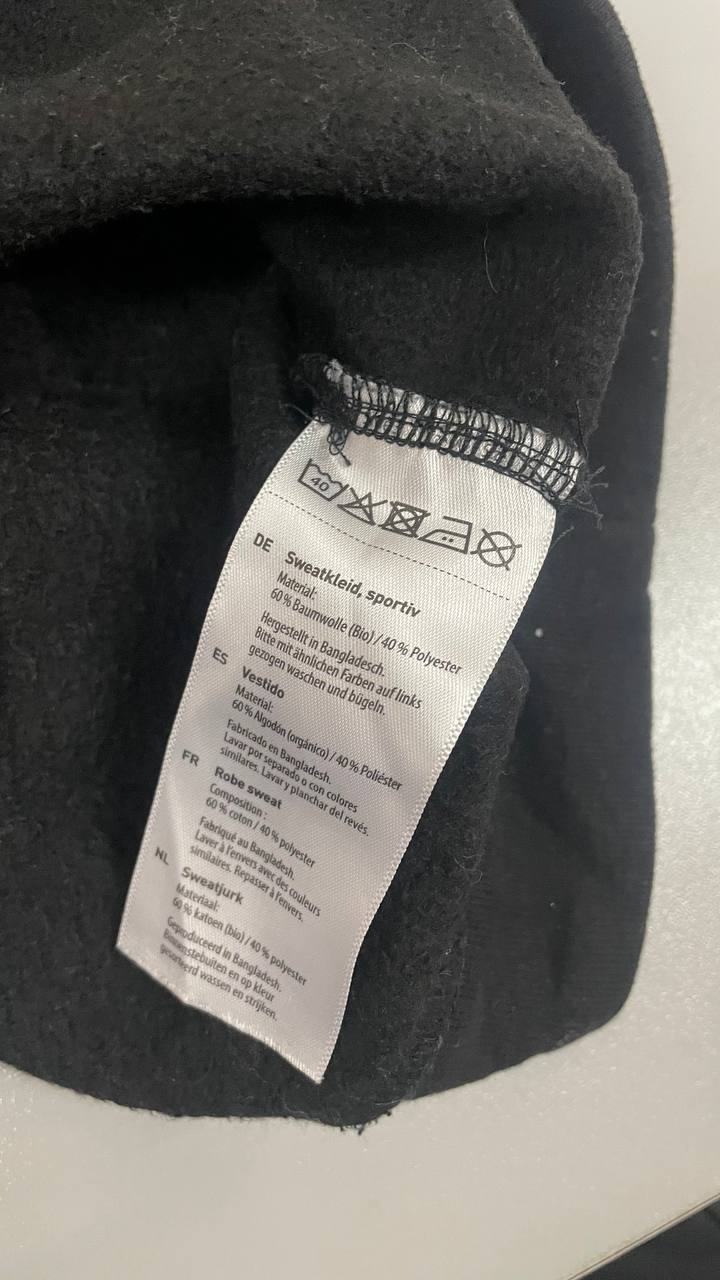 40
DE Sweatkleid, sportiv
Material:
60 % Baumwolle (Bio) / 40 % Polyester
Hergestellt in Bangladesch.
Bitte mit ähnlichen Farben auf links
gezogen waschen und bügeln.
ES Vestido
Material:
60 % Algodón (orgánico) / 40 % Poliéster
Fabricado en Bangladesh.
Lavar por separado o con colores
similares. Lavar y planchar del revés.
FR Robe sweat
Composition :
60 % coton / 40 % polyester
Fabriqué au Bangladesh.
Laver à l'envers avec des couleurs
similaires. Repasser à l'envers.
NL Sweatjurk
Materiaal:
60 % katoen (bio) / 40 % polyester
Geproduceerd in Bangladesh.
Binnenstebuiten en op kleur
gesorteerd wassen en strijken.